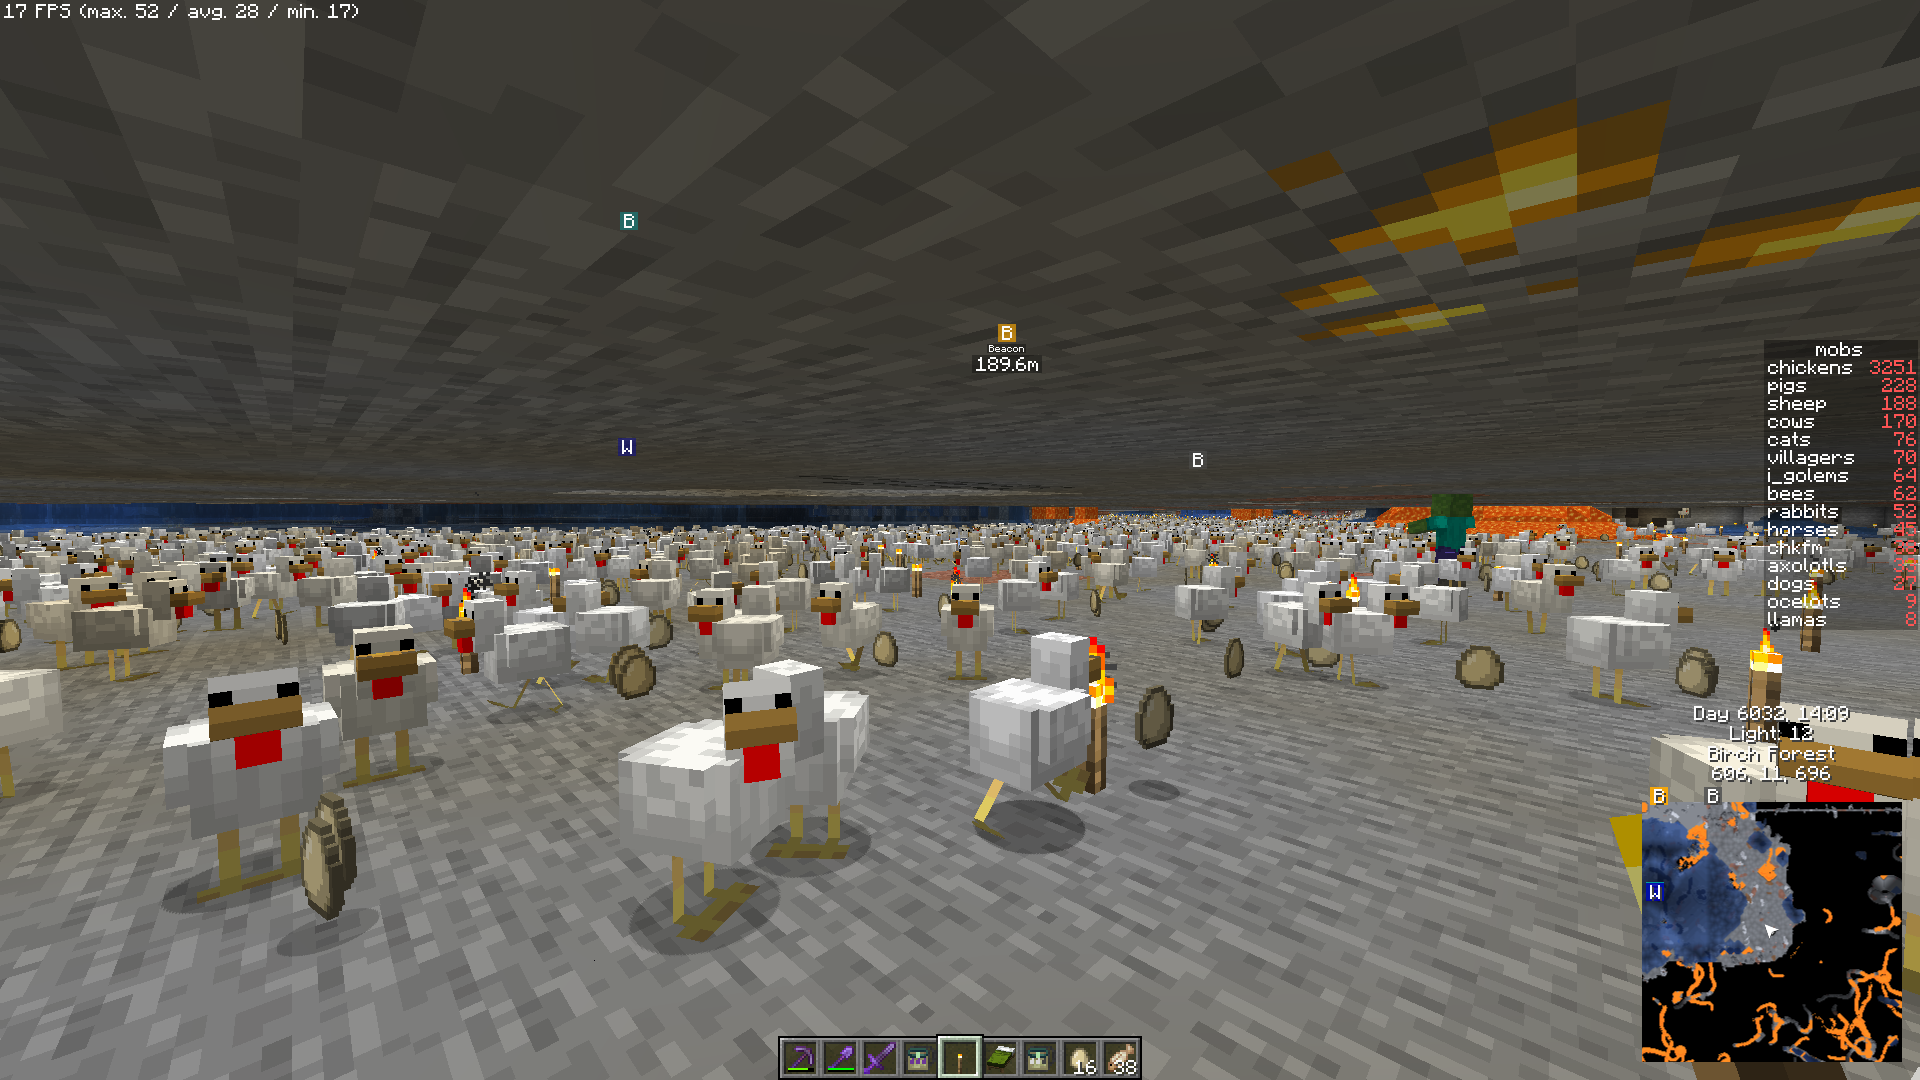 17 FPS (max. 52 / avg. 28 / min. 17)
B
B
Beacon
189.6m
W
B
mobs
chickens 3251
pigs 228
sheep 188
cows 170
cats 76
villagers 70
i_golems 64
bees 62
rabbits 52
horses 45
chkfm
axolotls
dogs 27
ocelots 9
llamas 8
Day 6032, 14:09
Light: 12
Birch Forest
606, 11, 696
B B
W
16 38